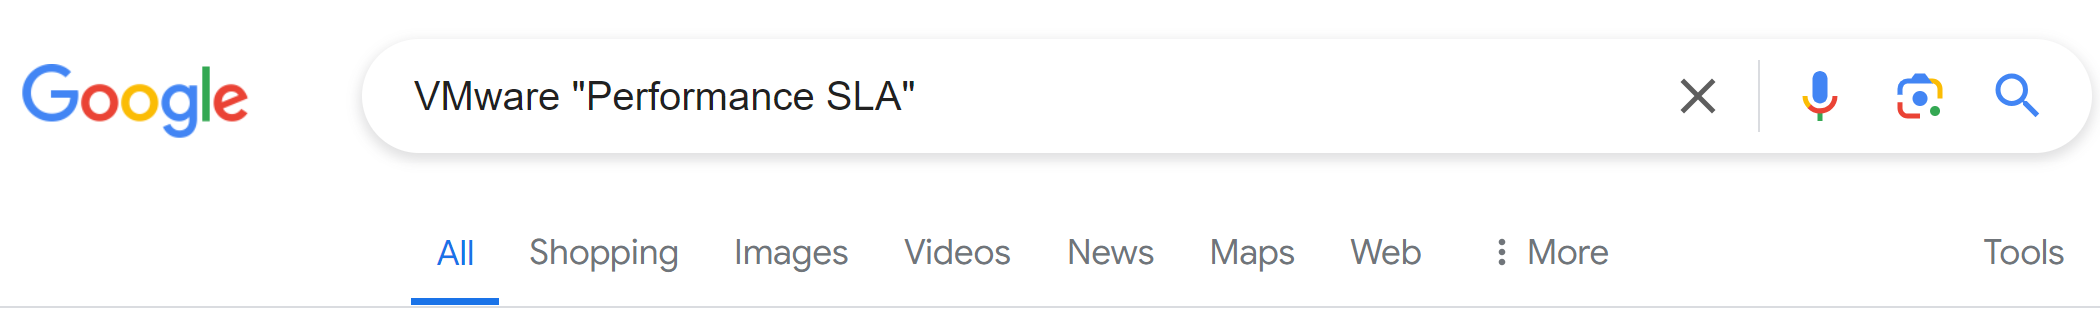 Google
VMware "Performance SLA"
All Shopping Images Videos News Maps Web More Tools